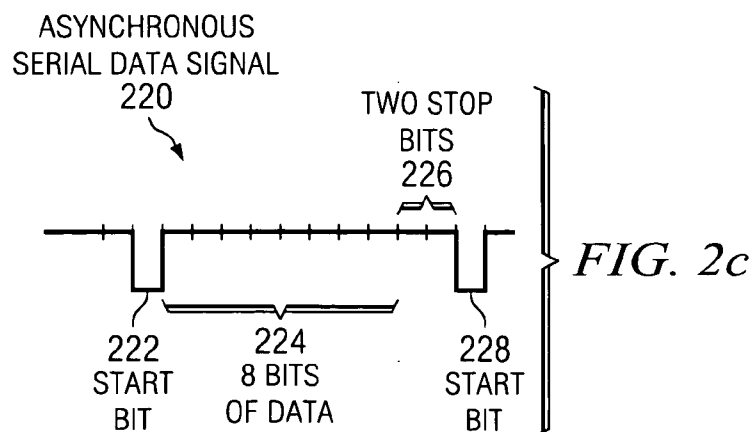 ASYNCHRONOUS
SERIAL DATA SIGNAL
220
TWO STOP
BITS
226
222
START
BIT
224
8 BITS
OF DATA
228
START
BIT
FIG. 2c